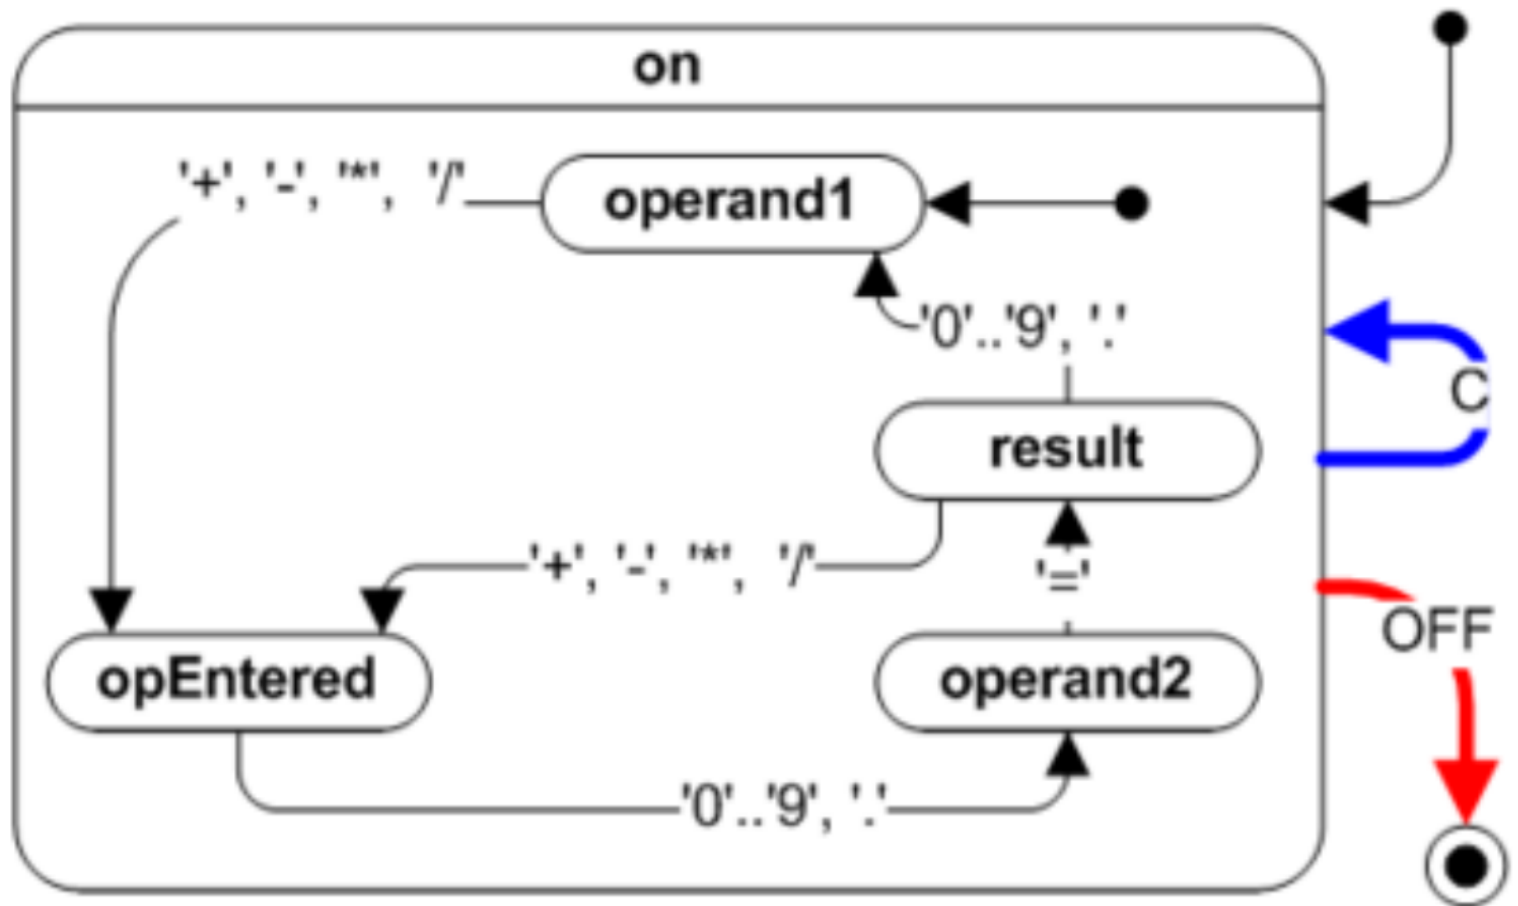 on
'+', '-', '*', '/'
operand1
'0'..'9', '.'
C
result
'+', '-', '*', '/'
'='
OFF
opEntered
operand2
'0'..'9', '.'